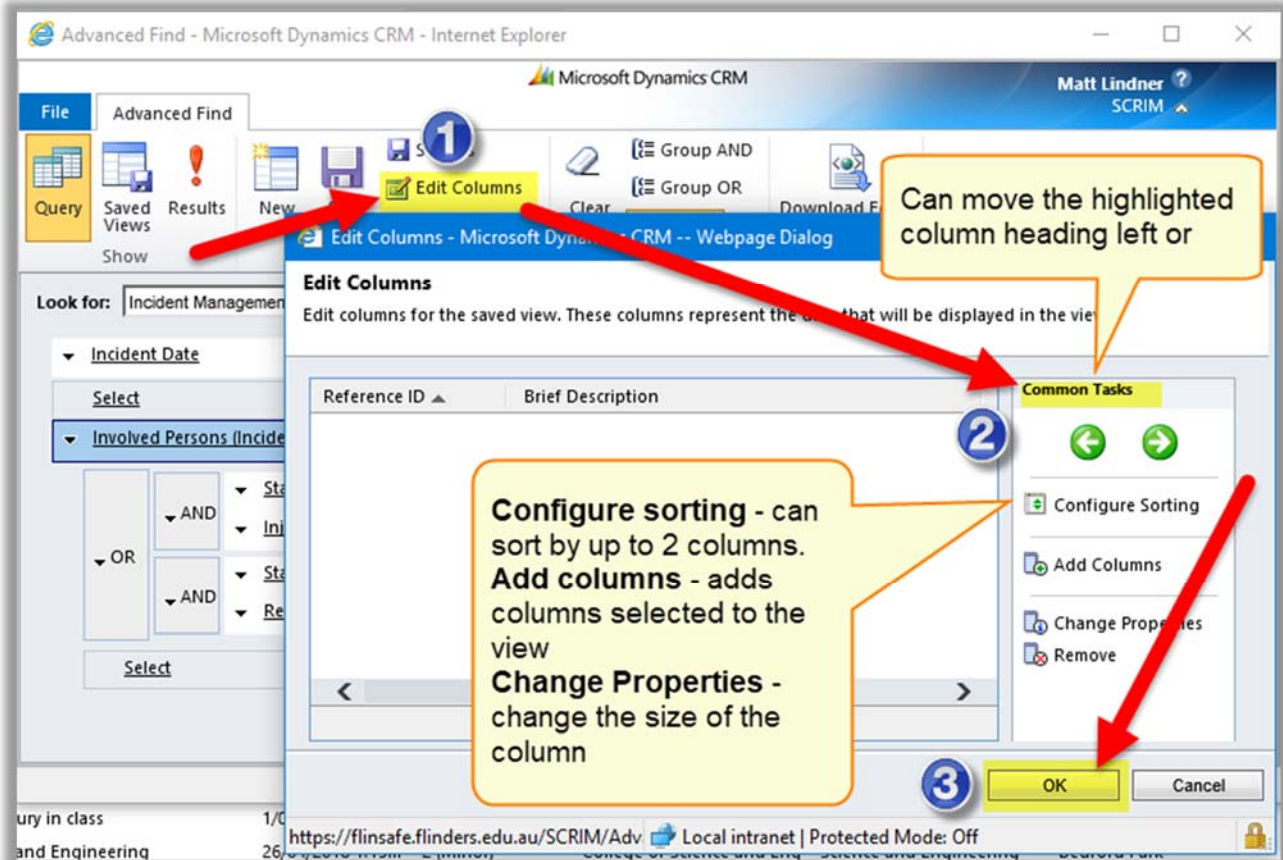 Advanced Find - Microsoft Dynamics CRM - Internet Explorer
Microsoft Dynamics CRM
Matt Lindner
SCRIM
File
Advanced Find
1
Edit Columns
Group AND
Group OR
Query
Saved Views
Results
New
Clear
Show
Can move the highlighted
column heading left or
Edit Columns - Microsoft Dynamics CRM -- Webpage Dialog
Edit Columns
Edit columns for the saved view. These columns represent the data that will be displayed in the view
Look for:
Incident Date
Select
Involved Persons
OR
AND
AND
Select
Reference ID
Brief Description
Common Tasks
2
Configure Sorting
Add Columns
Change Properties
Remove
Configure sorting - can
sort by up to 2 columns.
Add columns - adds
columns selected to the
view
Change Properties -
change the size of the
column
3
OK
Cancel
https://flinsafe.flinders.edu.au/SCRIM/Adv
Local intranet | Protected Mode: Off
in class
and Engineering